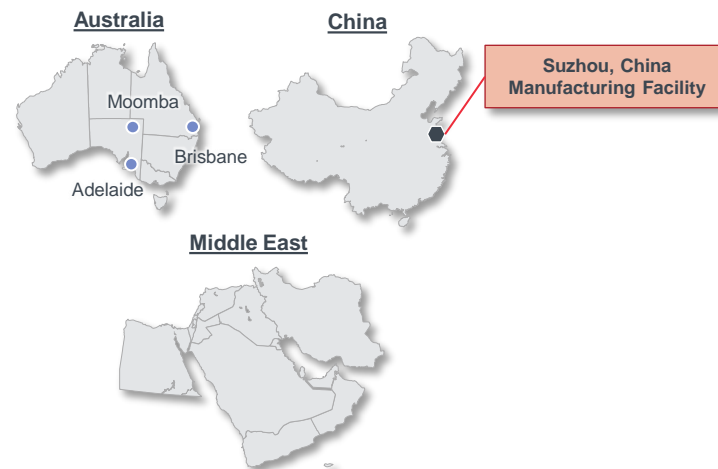 Australia
China
Suzhou, China
Manufacturing Facility
Moomba
Brisbane
Adelaide
Middle East